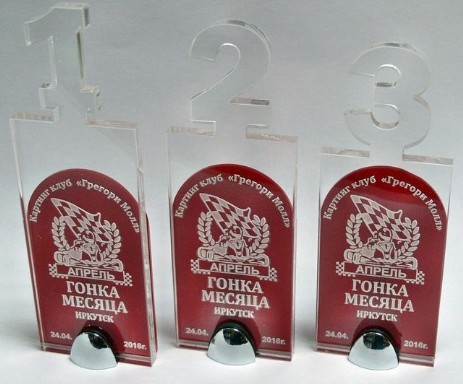 1
Картинг клуб «Грегори Молл»
АПРЕЛЬ
ГОНКА
МЕСЯЦА
ИРКУТСК
24.04. 2016г.
2
Картинг клуб «Грегори Молл»
АПРЕЛЬ
ГОНКА
МЕСЯЦА
ИРКУТСК
24.04. 2016г.
3
Картинг клуб «Грегори Молл»
АПРЕЛЬ
ГОНКА
МЕСЯЦА
ИРКУТСК
24.04. 2016г.